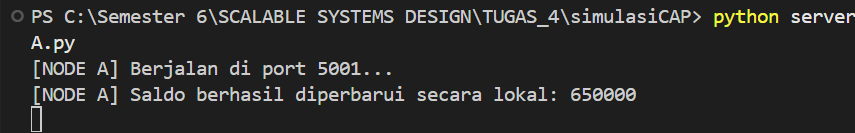 PS C:\Semester 6\SCALABLE SYSTEMS DESIGN\TUGAS_4\simulasiCAP> python server
A.py
[NODE A] Berjalan di port 5001...
[NODE A] Saldo berhasil diperbarui secara lokal: 650000